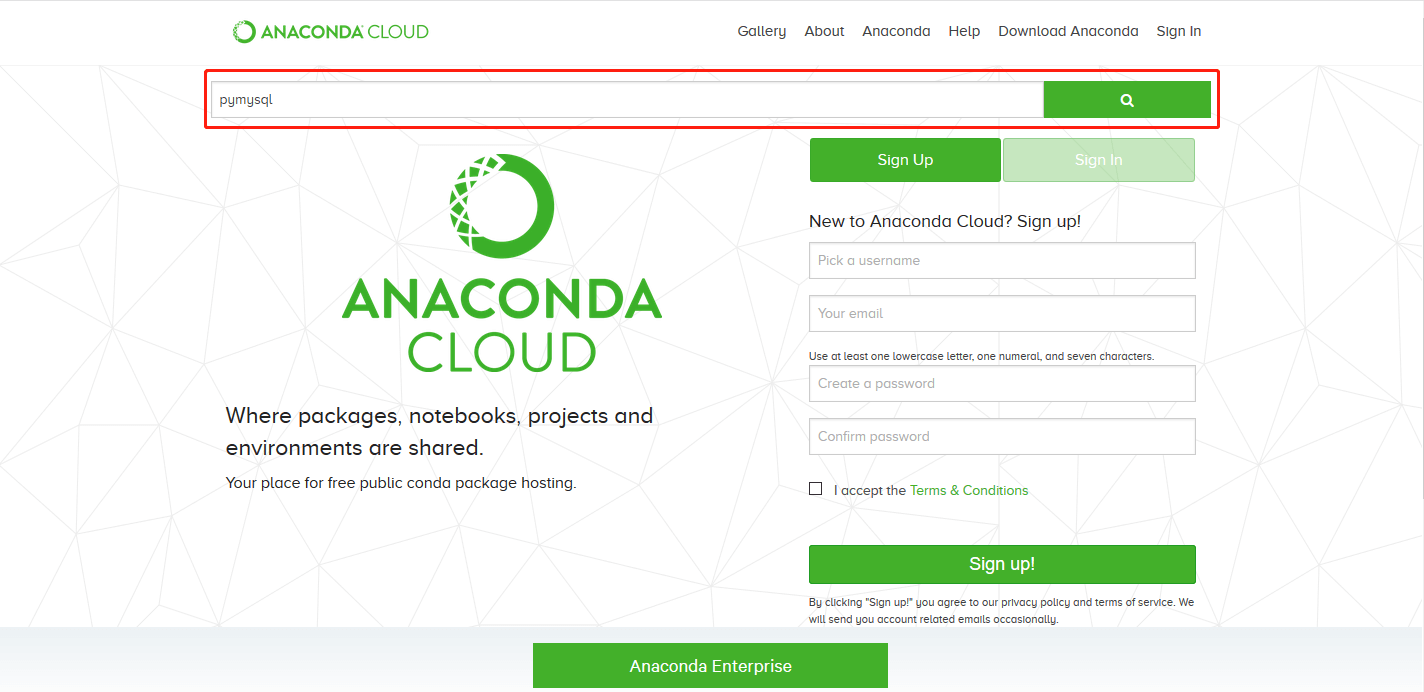 ANACONDA CLOUD
Gallery About Anaconda Help Download Anaconda Sign In
pymysql
Sign Up Sign In
ANACONDA
CLOUD
Where packages, notebooks, projects and
environments are shared.
Your place for free public conda package hosting.
New to Anaconda Cloud? Sign up!
Pick a username
Your email
Use at least one lowercase letter, one numeral, and seven characters.
Create a password
Confirm password
I accept the Terms & Conditions
Sign up!
By clicking "Sign up!" you agree to our privacy policy and terms of service. We
will send you account related emails occasionally.
Anaconda Enterprise